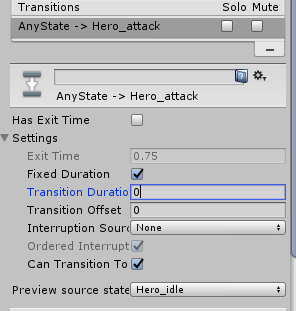 Transitions Solo Mute
AnyState -> Hero_attack
AnyState -> Hero_attack
Has Exit Time
Settings
Exit Time 0.75
Fixed Duration
Transition Duratio 0
Transition Offset 0
Interruption Sourc None
Ordered Interrupt
Can Transition To
Preview source state Hero_idle